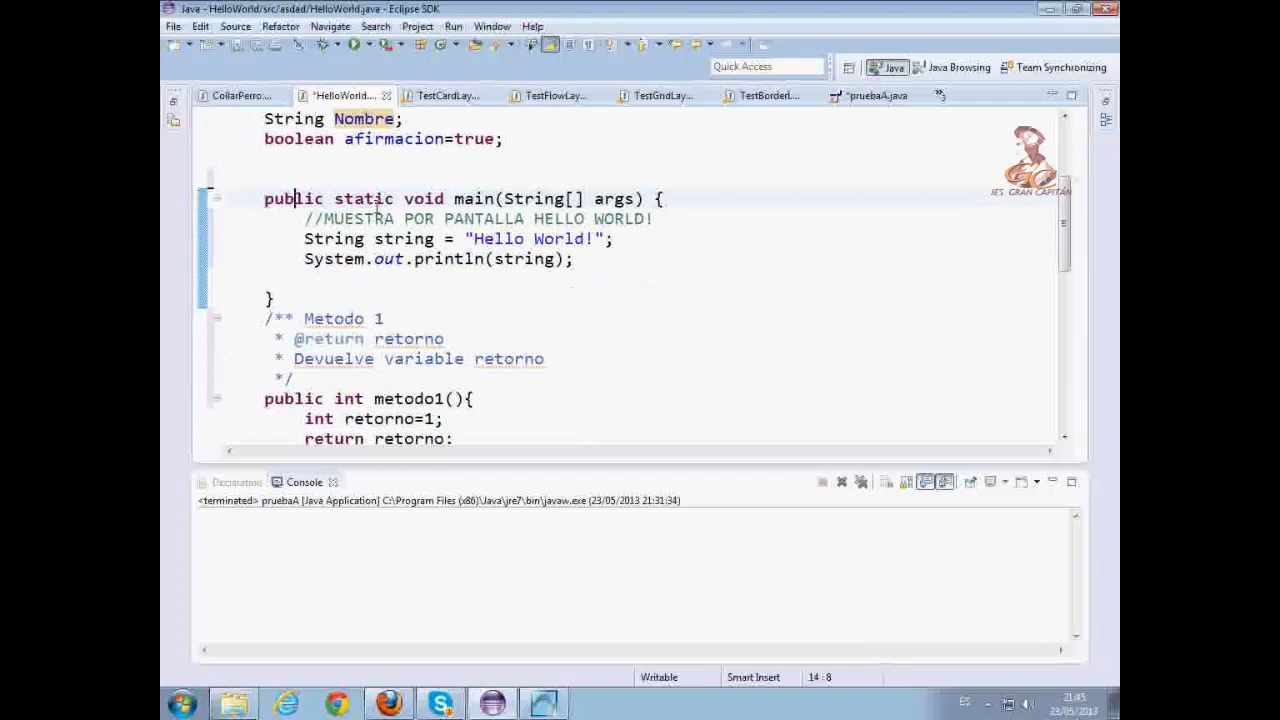 Java - HelloWorld/src/asdad/HelloWorld.java - Eclipse SDK
File Edit Source Refactor Navigate Search Project Run Window Help
Quick Access
Java Java Browsing Team Synchronizing
CollarPerro.... *HelloWorld.... TestCardLay... TestFlowLay... TestGridLay... TestBorderL... *pruebaA.java »3
String Nombre;
boolean afirmacion=true;
IES GRAN CAPITÁN
public static void main(String[] args) {
//MUESTRA POR PANTALLA HELLO WORLD!
String string = "Hello World!";
System.out.println(string);
}
/** Metodo 1
* @return retorno
* Devuelve variable retorno
*/
public int metodo1(){
int retorno=1;
return retorno;
Declaration Console
<terminated> pruebaA [Java Application] C:\Program Files (x86)\Java\jre7\bin\javaw.exe (23/05/2013 21:31:34)
Writable Smart Insert 14 : 8
ES 21:45
23/05/2013